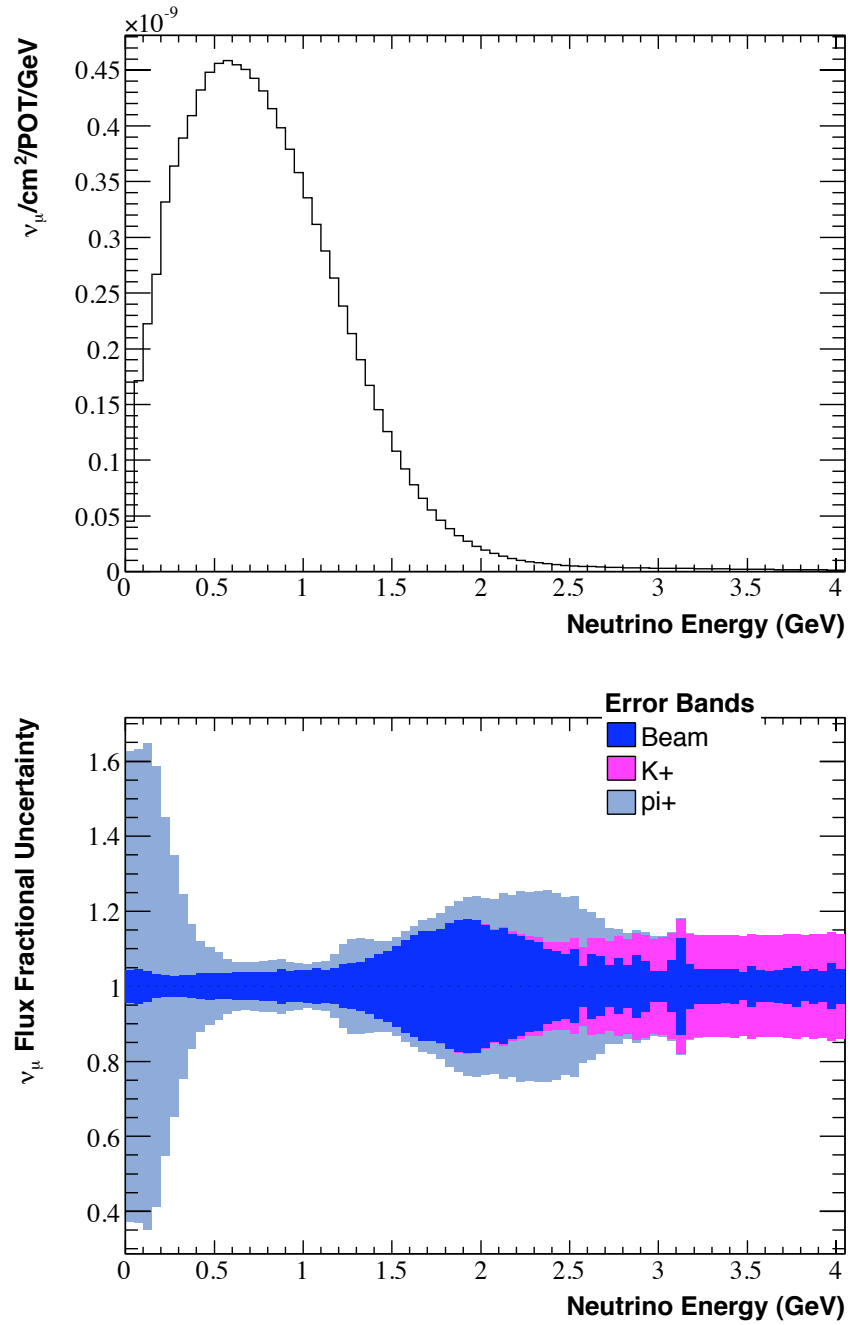 ×10⁻⁹
ν_μ/cm²/POT/GeV
0.45
0.4
0.35
0.3
0.25
0.2
0.15
0.1
0.05
0
0 0.5 1 1.5 2 2.5 3 3.5 4
Neutrino Energy (GeV)
Error Bands
Beam
K+
pi+
ν_μ Flux Fractional Uncertainty
1.6
1.4
1.2
1
0.8
0.6
0.4
0 0.5 1 1.5 2 2.5 3 3.5 4
Neutrino Energy (GeV)